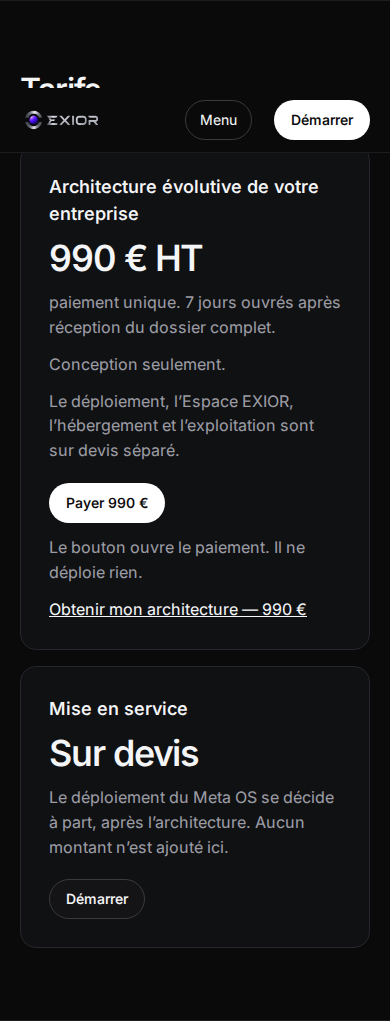 Tarifs
EXIOR
Menu
Démarrer
Architecture évolutive de votre
entreprise
990 € HT
paiement unique. 7 jours ouvrés après
réception du dossier complet.
Conception seulement.
Le déploiement, l’Espace EXIOR,
l’hébergement et l’exploitation sont
sur devis séparé.
Payer 990 €
Le bouton ouvre le paiement. Il ne
déploie rien.
Obtenir mon architecture — 990 €
Mise en service
Sur devis
Le déploiement du Meta OS se décide
à part, après l’architecture. Aucun
montant n’est ajouté ici.
Démarrer